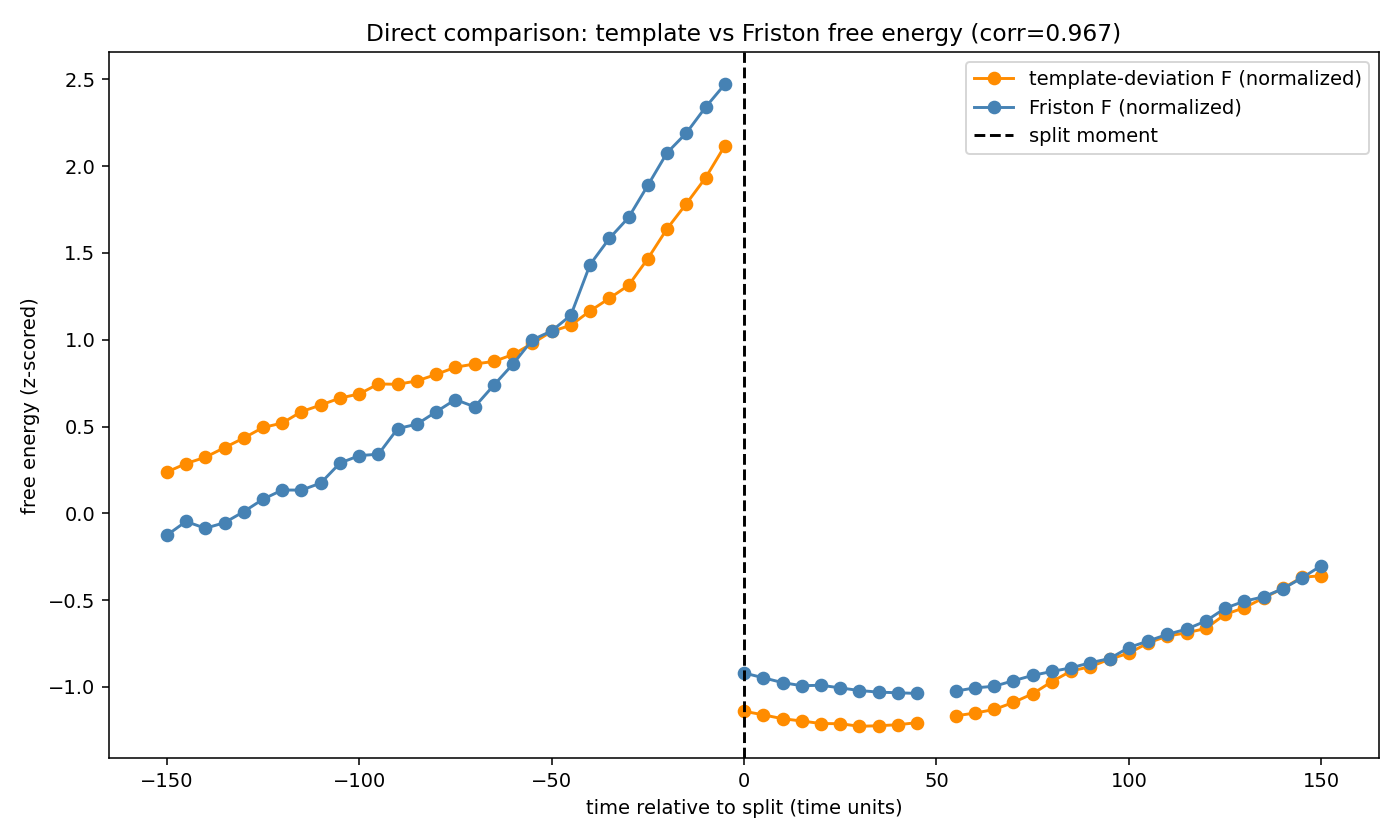 Direct comparison: template vs Friston free energy (corr=0.967)
template-deviation F (normalized)
Friston F (normalized)
split moment
free energy (z-scored)
2.5
2.0
1.5
1.0
0.5
0.0
−0.5
−1.0
−150
−100
−50
0
50
100
150
time relative to split (time units)